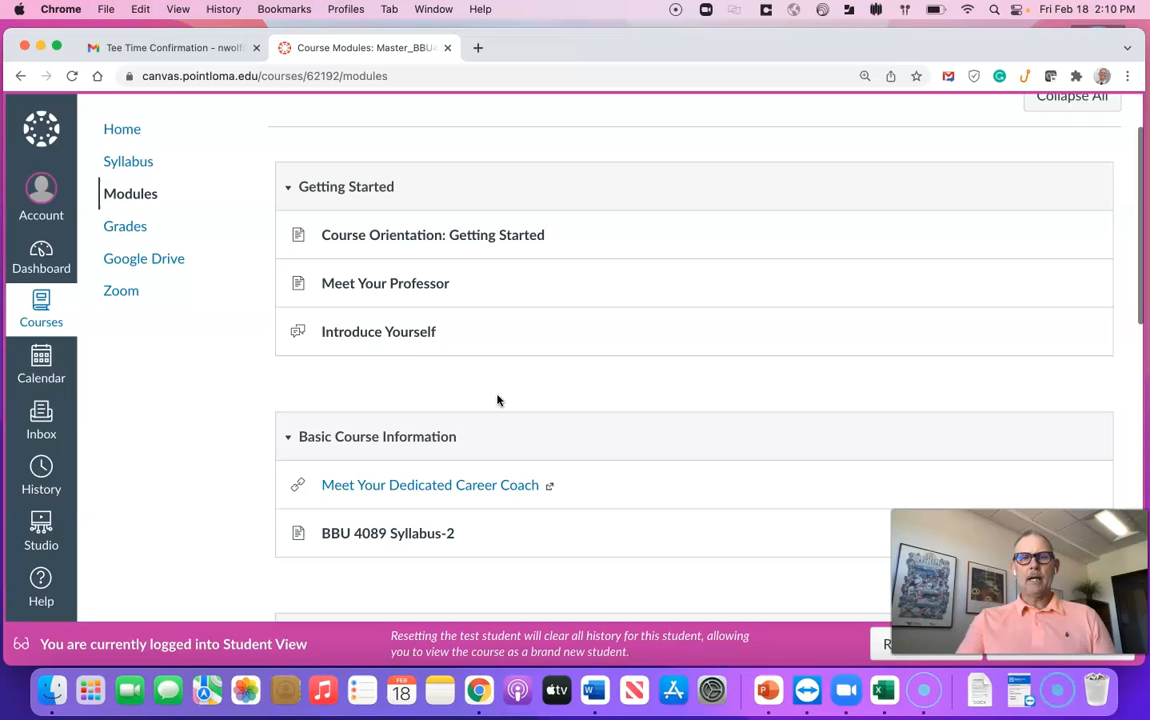 Chrome File Edit View History Bookmarks Profiles Tab Window Help Fri Feb 18 2:10 PM
Tee Time Confirmation - nwolf Course Modules: Master_BBU
canvas.pointloma.edu/courses/62192/modules
Collapse All
Account
Dashboard
Courses
Calendar
Inbox
History
Studio
Help
Home
Syllabus
Modules
Grades
Google Drive
Zoom
Getting Started
Course Orientation: Getting Started
Meet Your Professor
Introduce Yourself
Basic Course Information
Meet Your Dedicated Career Coach
BBU 4089 Syllabus-2
You are currently logged into Student View
Resetting the test student will clear all history for this student, allowing
you to view the course as a brand new student.
R
FEB
18
tv